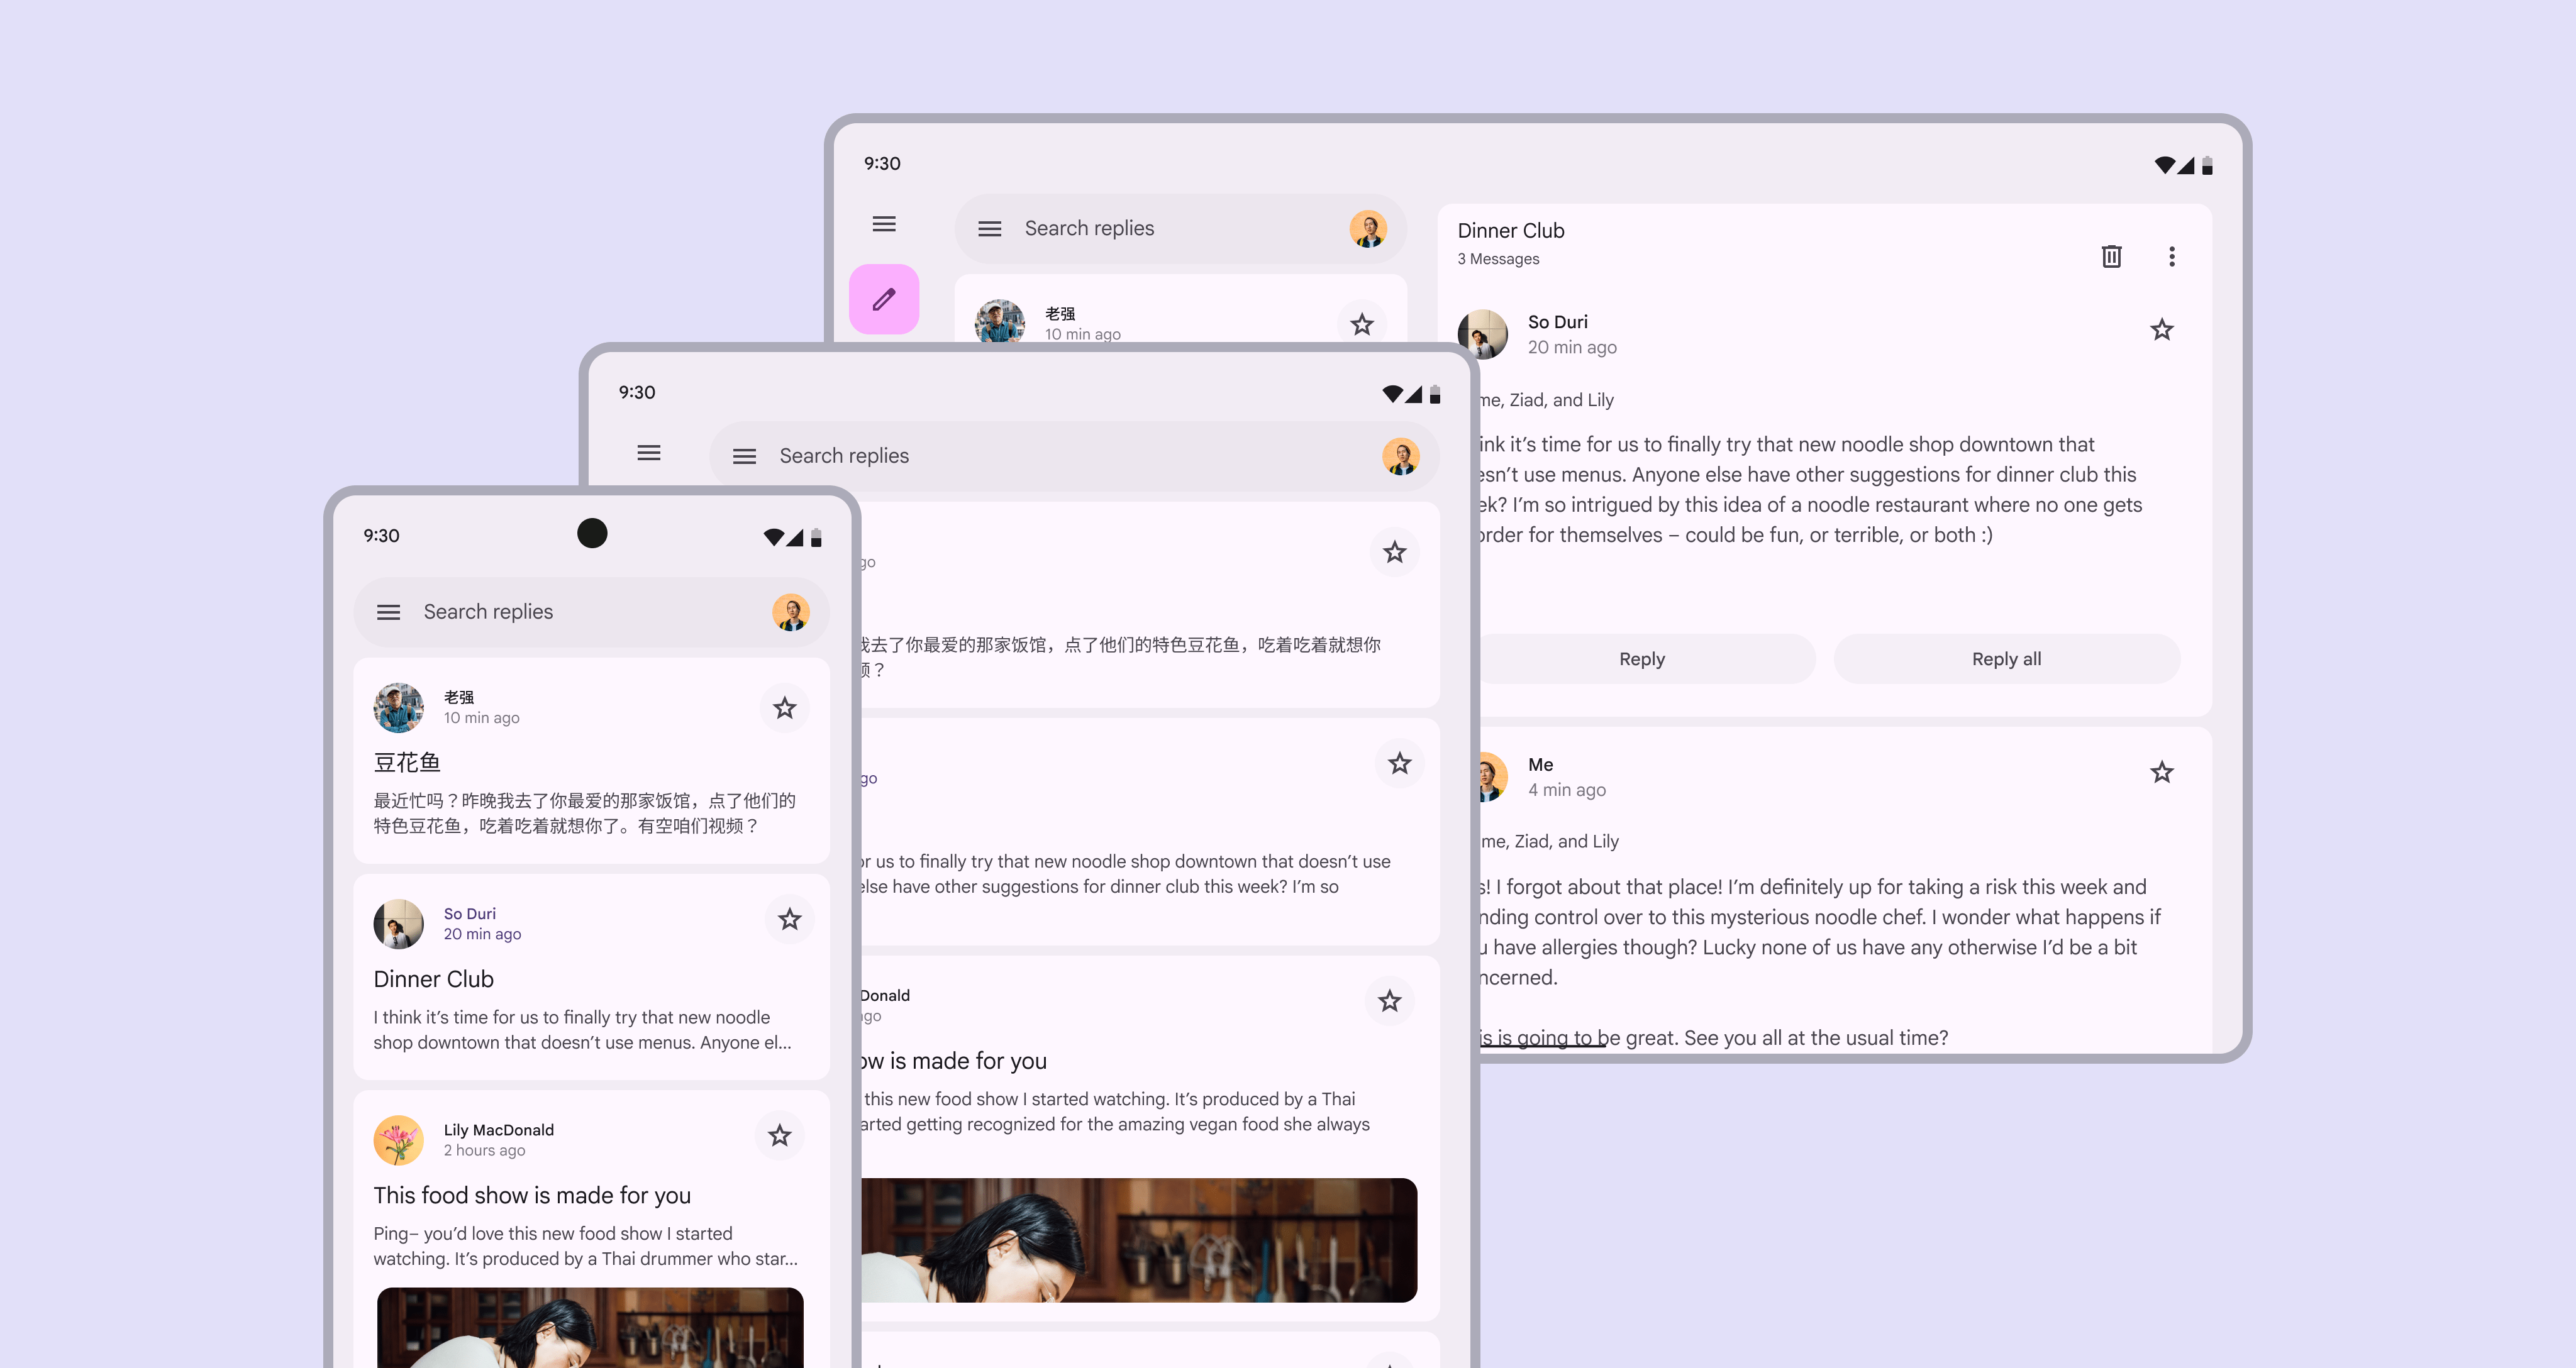 9:30
Search replies
老强
10 min ago
豆花鱼
最近忙吗？昨晚我去了你最爱的那家饭馆，点了他们的
特色豆花鱼，吃着吃着就想你了。有空咱们视频？
So Duri
20 min ago
Dinner Club
I think it’s time for us to finally try that new noodle
shop downtown that doesn’t use menus. Anyone el...
Lily MacDonald
2 hours ago
This food show is made for you
Ping– you’d love this new food show I started
watching. It’s produced by a Thai drummer who star...
9:30
Search replies
go
我去了你最爱的那家饭馆，点了他们的特色豆花鱼，吃着吃着就想你
频？
go
or us to finally try that new noodle shop downtown that doesn’t use
else have other suggestions for dinner club this week? I’m so
Donald
ago
ow is made for you
this new food show I started watching. It’s produced by a Thai
arted getting recognized for the amazing vegan food she always
9:30
Search replies
老强
10 min ago
Dinner Club
3 Messages
So Duri
20 min ago
me, Ziad, and Lily
ink it’s time for us to finally try that new noodle shop downtown that
esn’t use menus. Anyone else have other suggestions for dinner club this
ek? I’m so intrigued by this idea of a noodle restaurant where no one gets
order for themselves – could be fun, or terrible, or both :)
Reply
Reply all
Me
4 min ago
me, Ziad, and Lily
s! I forgot about that place! I’m definitely up for taking a risk this week and
nding control over to this mysterious noodle chef. I wonder what happens if
u have allergies though? Lucky none of us have any otherwise I’d be a bit
ncerned.
is is going to be great. See you all at the usual time?